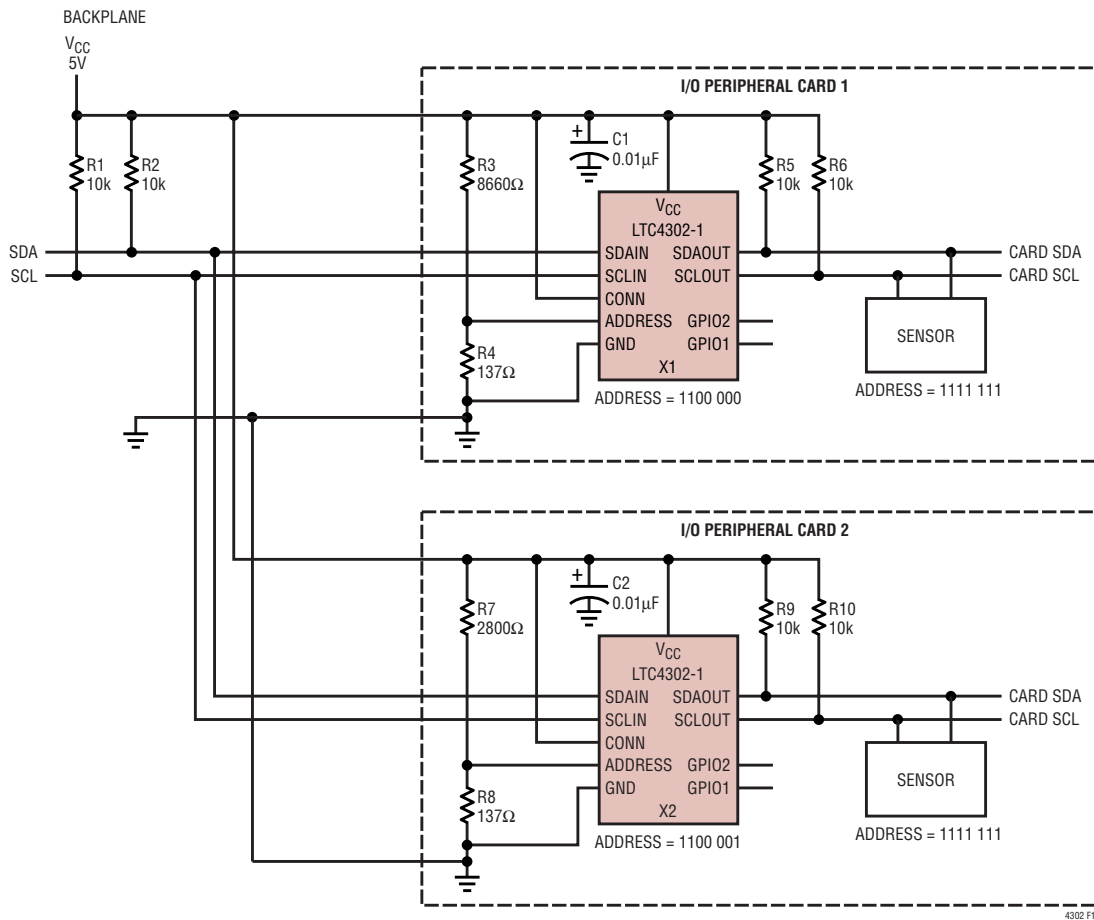 BACKPLANE
VCC
5V
I/O PERIPHERAL CARD 1
R1
10k
R2
10k
R3
8660Ω
+
C1
0.01µF
R5
10k
R6
10k
VCC
LTC4302-1
SDA
SCL
SDAIN
SCLIN
CONN
ADDRESS
GND
SDAOUT
SCLOUT
GPIO2
GPIO1
X1
CARD SDA
CARD SCL
SENSOR
R4
137Ω
ADDRESS = 1100 000
ADDRESS = 1111 111
I/O PERIPHERAL CARD 2
R7
2800Ω
+
C2
0.01µF
R9
10k
R10
10k
VCC
LTC4302-1
SDAIN
SCLIN
CONN
ADDRESS
GND
SDAOUT
SCLOUT
GPIO2
GPIO1
X2
CARD SDA
CARD SCL
SENSOR
R8
137Ω
ADDRESS = 1100 001
ADDRESS = 1111 111